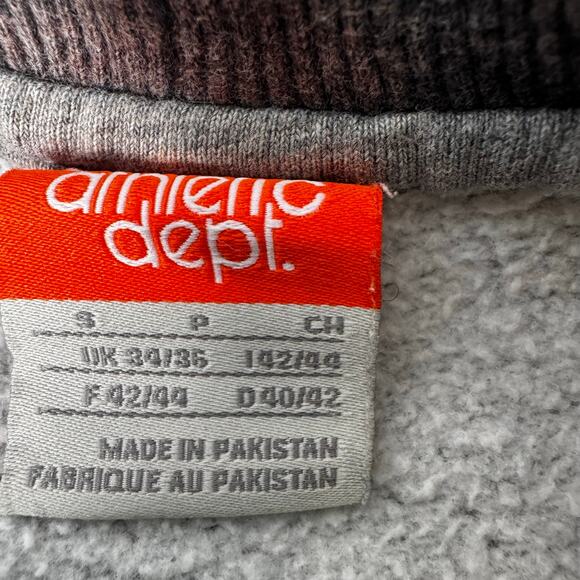 athletic
dept.
S P CH
UK 34/36 I 42/44
F 42/44 D 40/42
MADE IN PAKISTAN
FABRIQUE AU PAKISTAN